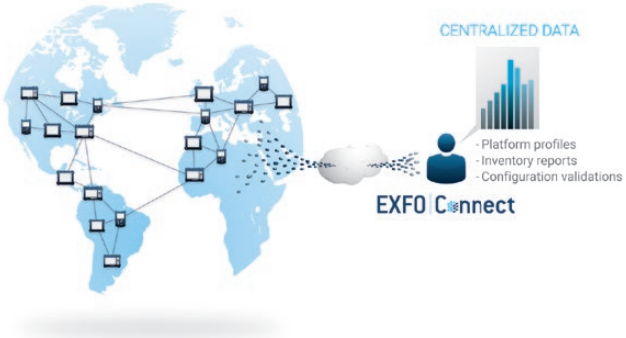 CENTRALIZED DATA
- Platform profiles
- Inventory reports
- Configuration validations
EXFO Connect